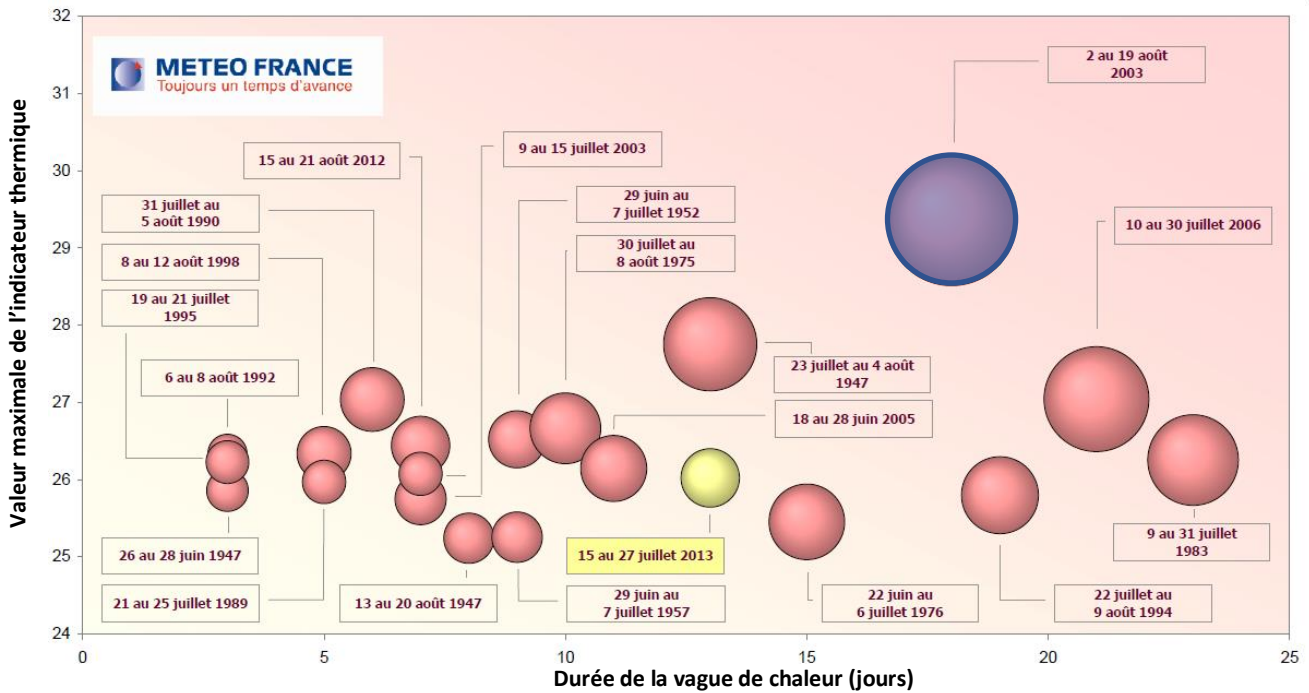 Valeur maximale de l'indicateur thermique
32
31
30
29
28
27
26
25
24
METEO FRANCE
Toujours un temps d'avance
2 au 19 août
2003
9 au 15 juillet 2003
15 au 21 août 2012
29 juin au
7 juillet 1952
31 juillet au
5 août 1990
10 au 30 juillet 2006
30 juillet au
8 août 1975
8 au 12 août 1998
19 au 21 juillet
1995
6 au 8 août 1992
23 juillet au 4 août
1947
18 au 28 juin 2005
26 au 28 juin 1947
15 au 27 juillet 2013
9 au 31 juillet
1983
21 au 25 juillet 1989
13 au 20 août 1947
29 juin au
7 juillet 1957
22 juin au
6 juillet 1976
22 juillet au
9 août 1994
0
5
10
15
20
25
Durée de la vague de chaleur (jours)